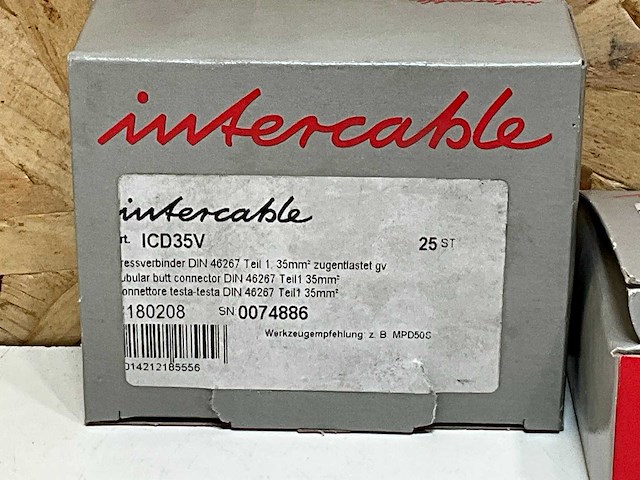 intercable
intercable
rt. ICD35V 25 ST
ressverbinder DIN 46267 Teil 1, 35mm² zugentlastet gv
ubular butt connector DIN 46267 Teil1 35mm²
onnettore testa-testa DIN 46267 Teil1 35mm²
180208 SN 0074886
Werkzeugempfehlung: z. B. MPD50S
014212185556